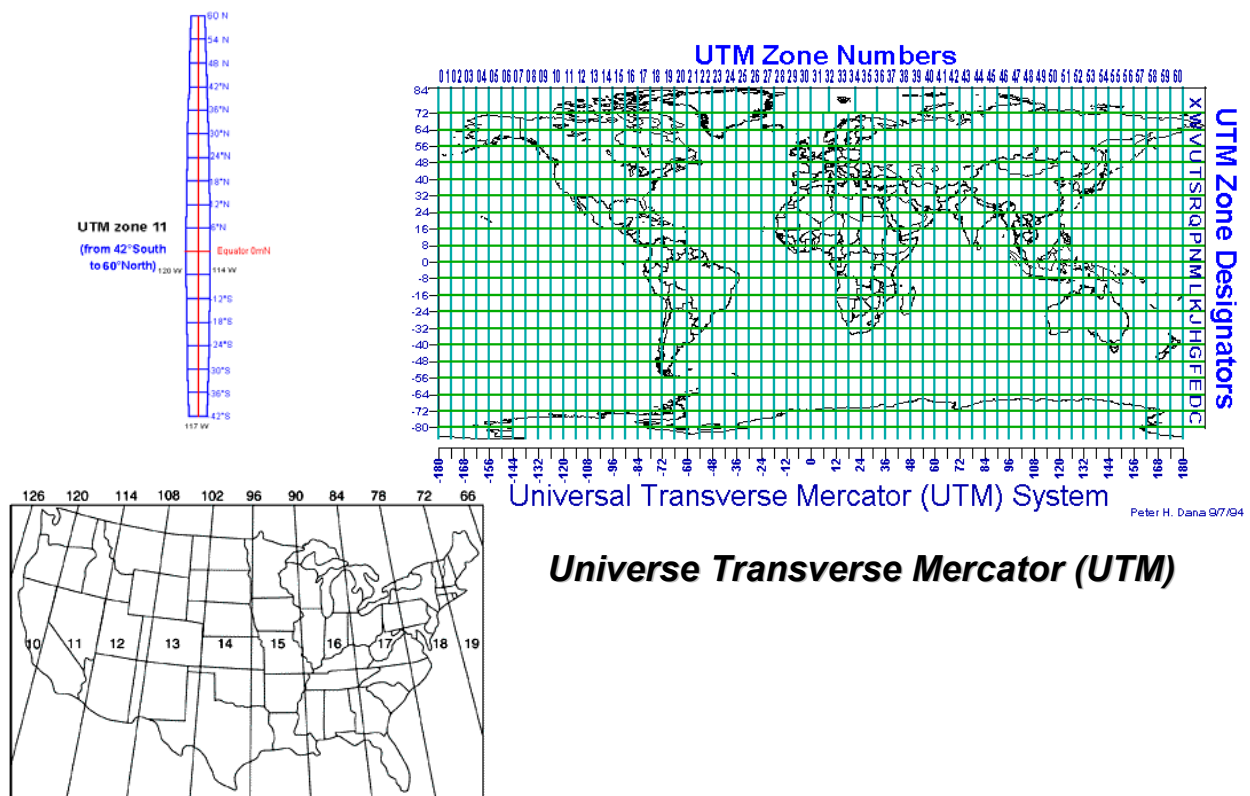 60 N
54 N
48 N
42°N
36°N
30°N
24°N
18° N
12°N
6°N
UTM zone 11
(from 42°South
to 60°North)
Equator 0mN
120 W
114 W
-12°S
-18°S
-24°S
30°S
36°S
42°S
117 W
UTM Zone Numbers
01 02 03 04 05 06 07 08 09 10 11 12 13 14 15 16 17 18 19 20 21 22 23 24 25 26 27 28 29 30 31 32 33 34 35 36 37 38 39 40 41 42 43 44 45 46 47 48 49 50 51 52 53 54 55 56 57 58 59 60
84
72
64
56
48
40
32
24
16
8
0
-8
-16
-24
-32
-40
-48
-56
-64
-72
-80
X W V U T S R Q P N M L K J H G F E D C
UTM Zone Designators
-180 -168 -156 -144 -132 -120 -108 -96 -84 -72 -60 -48 -36 -24 -12 0 12 24 36 48 60 72 84 96 108 120 132 144 156 168 180
Universal Transverse Mercator (UTM) System
Peter H. Dana 9/7/94
126 120 114 108 102 96 90 84 78 72 66
10 11 12 13 14 15 16 17 18 19
Universe Transverse Mercator (UTM)